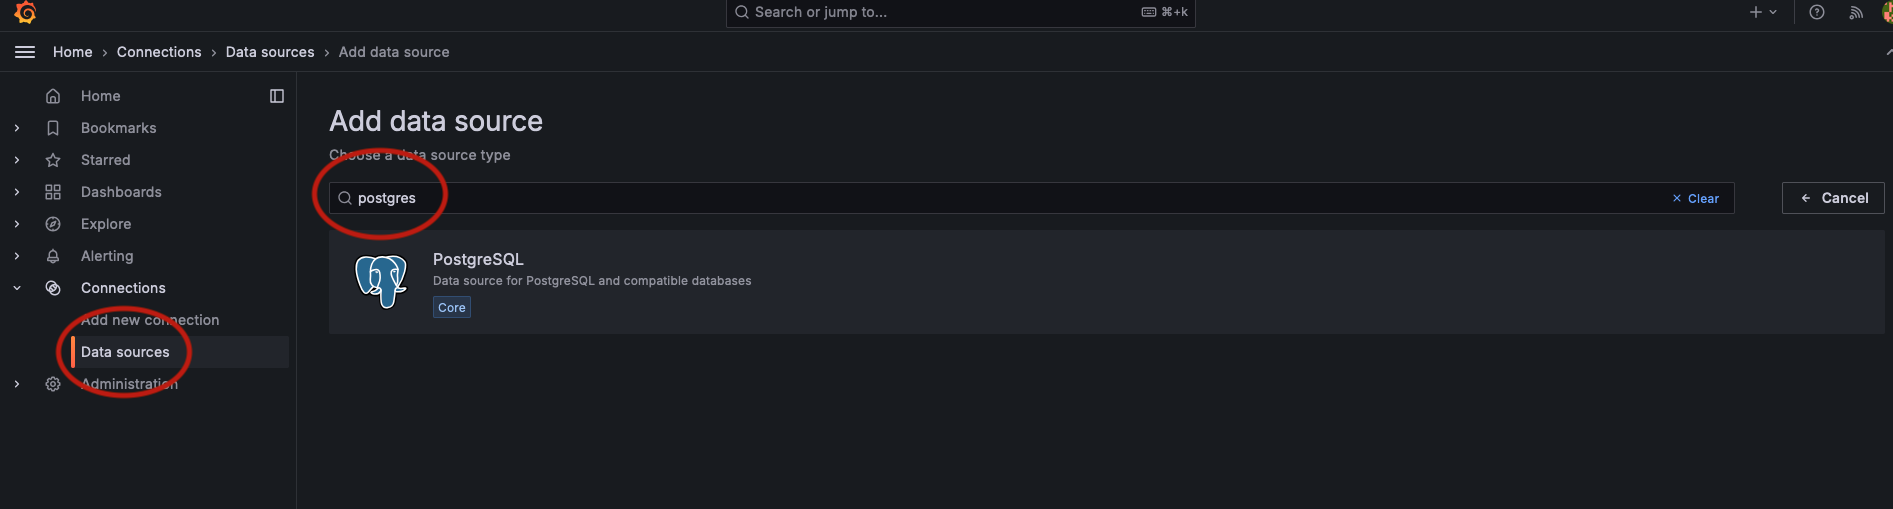 Search or jump to...
⌘+k
Home › Connections › Data sources › Add data source
Home
Bookmarks
Starred
Dashboards
Explore
Alerting
Connections
Add new connection
Data sources
Administration
Add data source
Choose a data source type
postgres
Clear
Cancel
PostgreSQL
Data source for PostgreSQL and compatible databases
Core